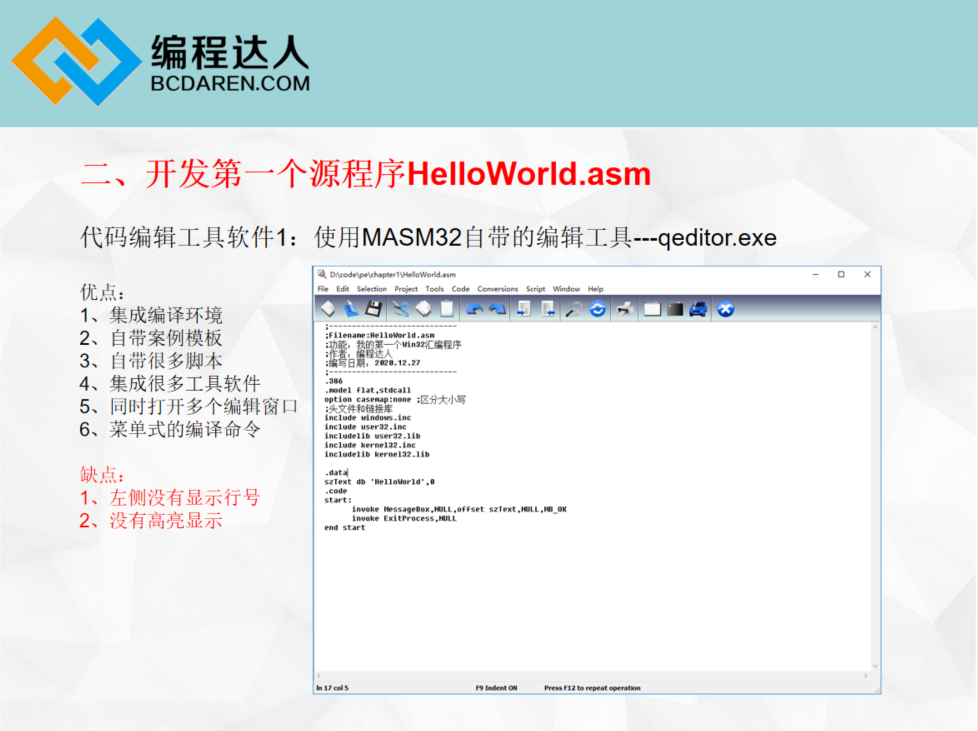 编程达人
BCDAREN.COM
二、开发第一个源程序HelloWorld.asm
代码编辑工具软件1：使用MASM32自带的编辑工具---qeditor.exe
优点：
1、集成编译环境
2、自带案例模板
3、自带很多脚本
4、集成很多工具软件
5、同时打开多个编辑窗口
6、菜单式的编译命令
缺点：
1、左侧没有显示行号
2、没有高亮显示
D:\code\pe\chapter1\HelloWorld.asm
File Edit Selection Project Tools Code Conversions Script Window Help
;---------------------------
;Filename:HelloWorld.asm
;功能：我的第一个Win32汇编程序
;作者：编程达人
;编写日期：2020.12.27
;---------------------------
.386
.model flat,stdcall
option casemap:none ;区分大小写
;头文件和链接库
include windows.inc
include user32.inc
includelib user32.lib
include kernel32.inc
includelib kernel32.lib
.data
szText db 'HelloWorld',0
.code
start:
invoke MessageBox,NULL,offset szText,NULL,MB_OK
invoke ExitProcess,NULL
end start
ln 17 col 5 F9 Indent ON Press F12 to repeat operation